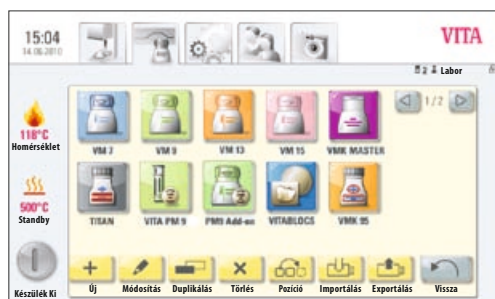 15:04
14.06.2010
VITA
2 Labor
1/2
118°C
Homérséklet
500°C
Standby
Készülék Ki
VM 7
VM 9
VM 13
VM 15
VMK MASTER
TITAN
VITA PM 9
PM9 Add-on
VITABLOCS
VMK 95
Új
Módosítás
Duplikálás
Törlés
Pozíció
Importálás
Exportálás
Vissza